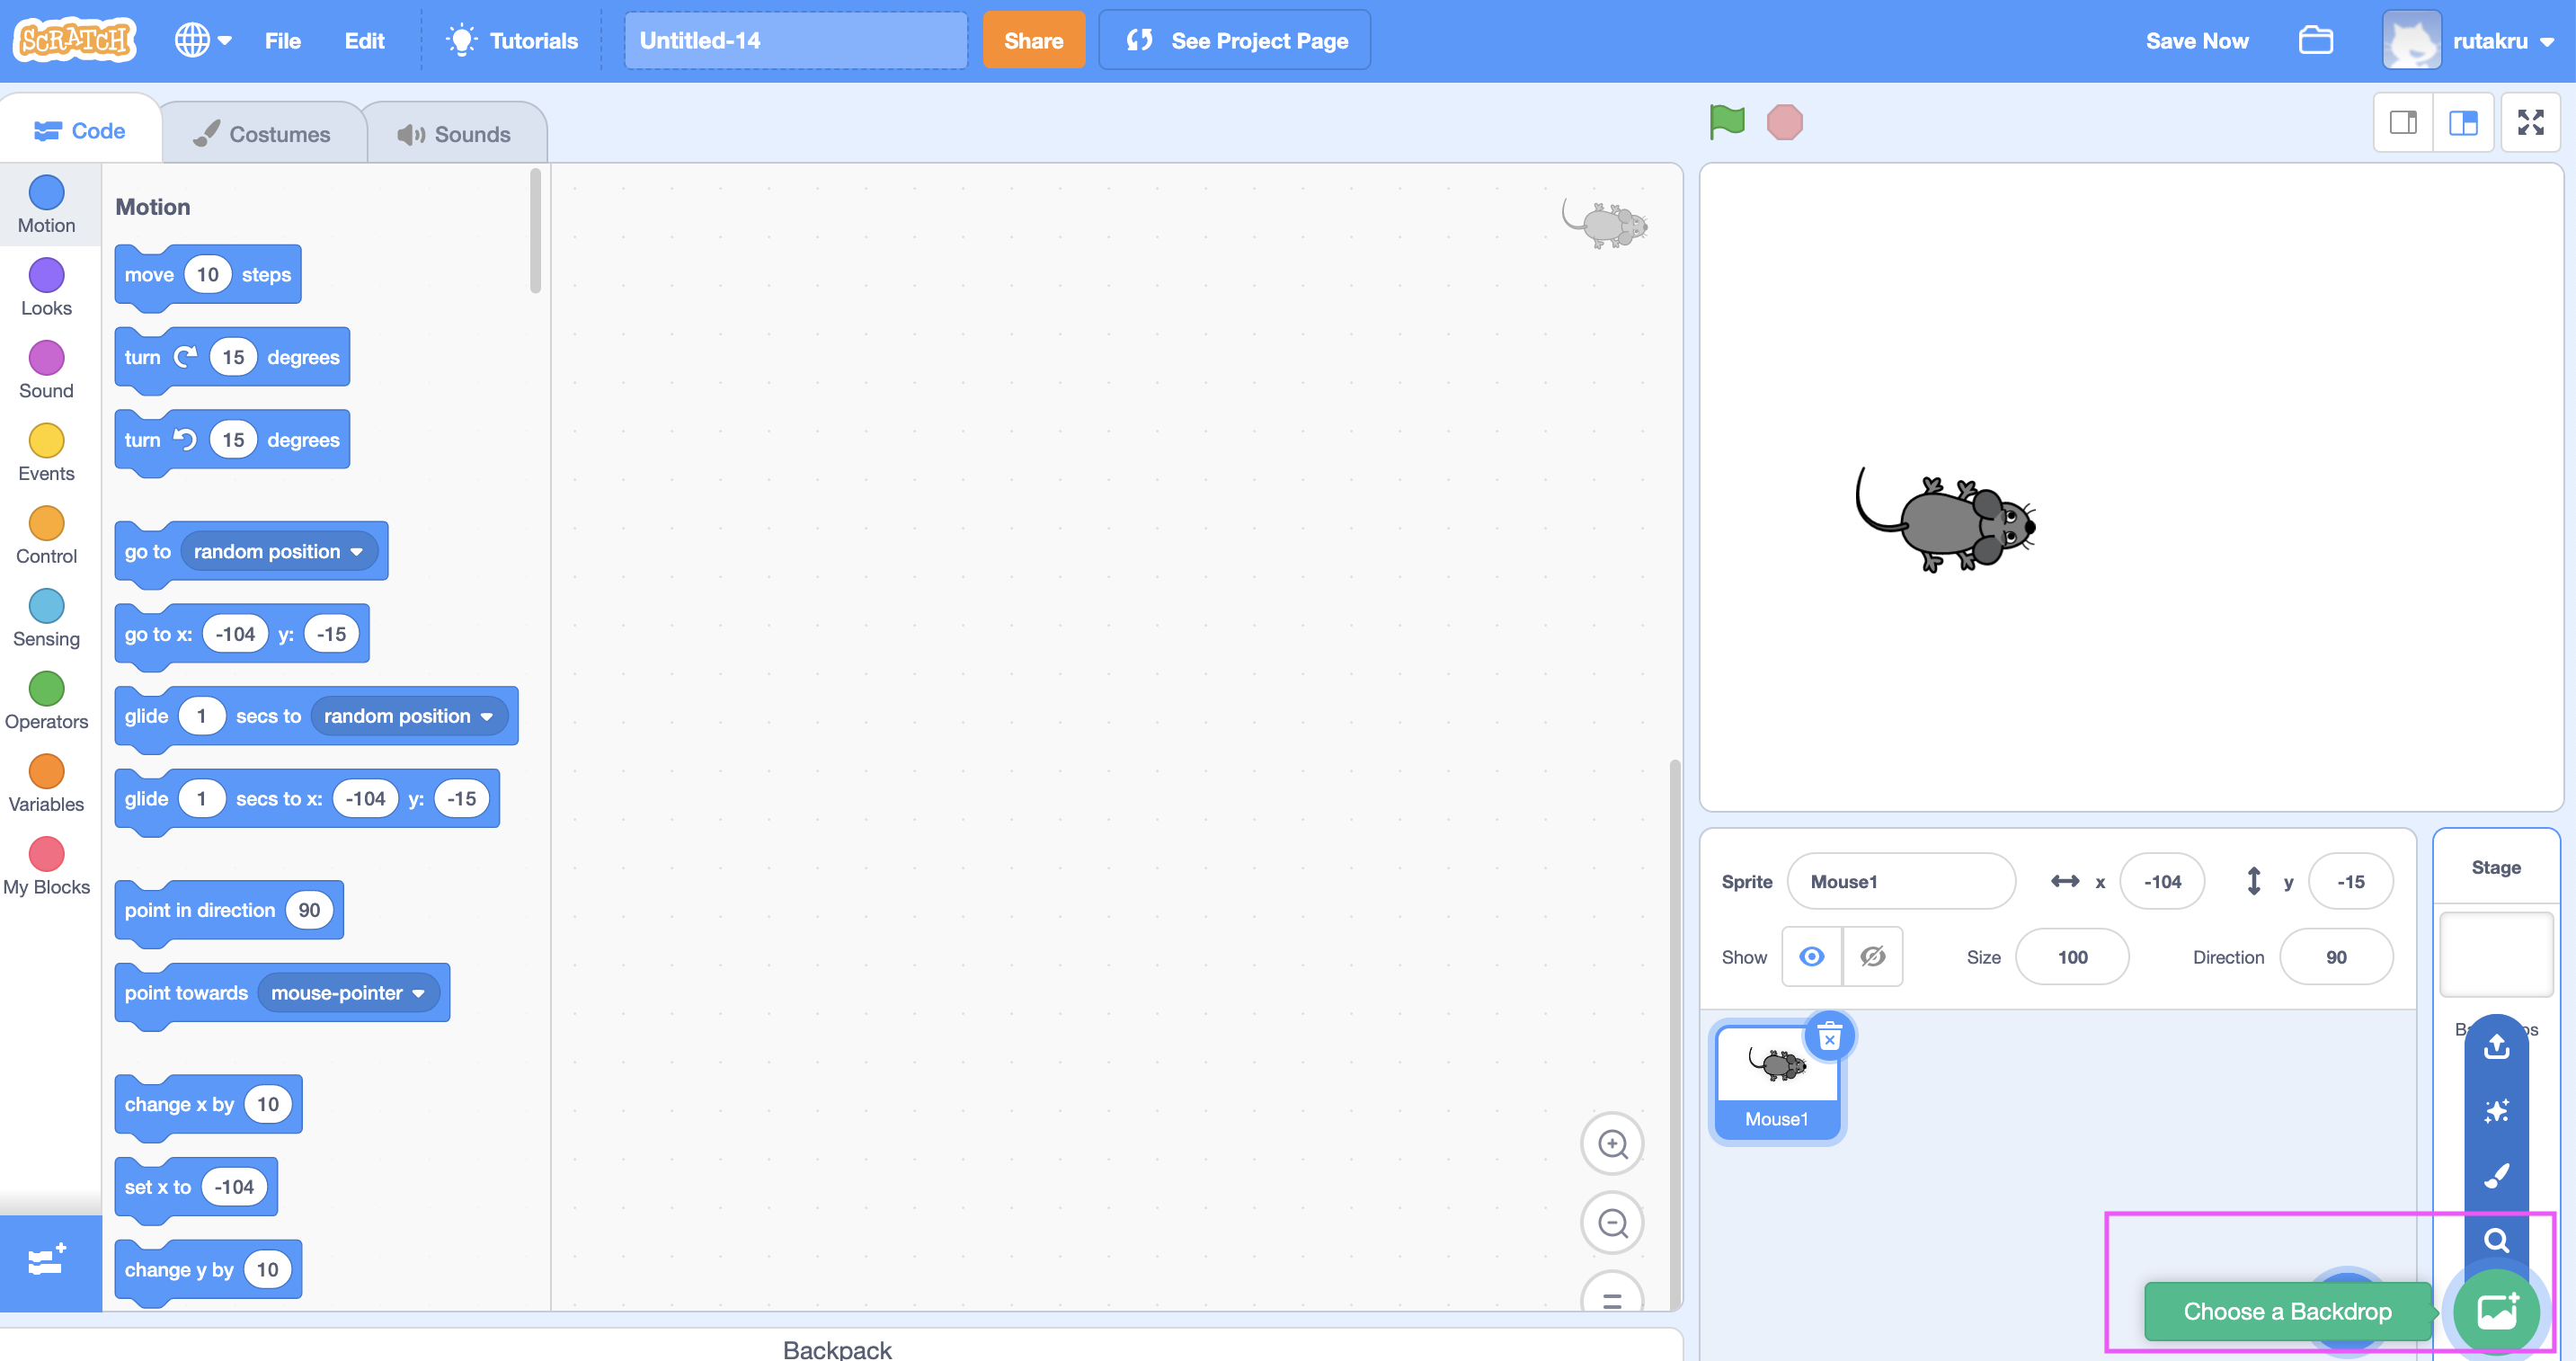 SCRATCH
File
Edit
Tutorials
Untitled-14
Share
See Project Page
Save Now
rutakru
Code
Costumes
Sounds
Motion
Looks
Sound
Events
Control
Sensing
Operators
Variables
My Blocks
Motion
move 10 steps
turn 15 degrees
turn 15 degrees
go to random position
go to x: -104 y: -15
glide 1 secs to random position
glide 1 secs to x: -104 y: -15
point in direction 90
point towards mouse-pointer
change x by 10
set x to -104
change y by 10
Backpack
Sprite Mouse1 x -104 y -15
Show Size 100 Direction 90
Mouse1
Stage
Choose a Backdrop